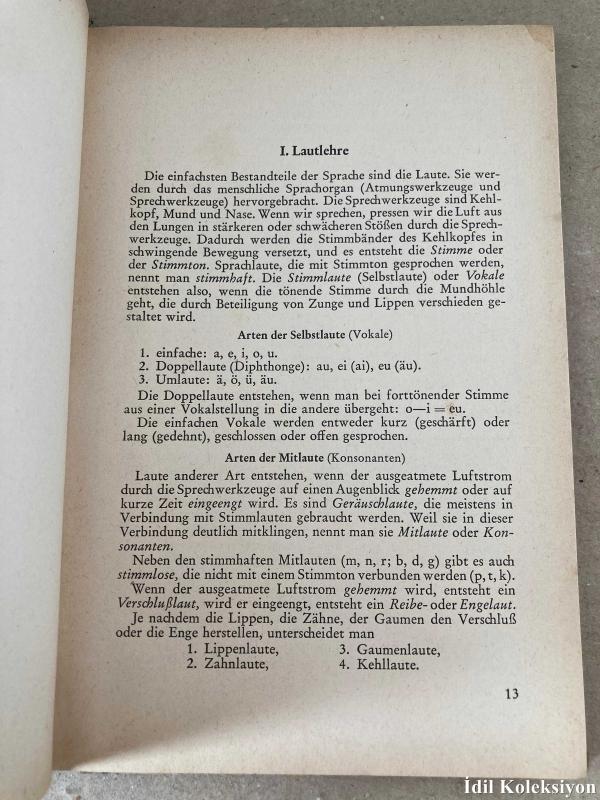 I. Lautlehre
Die einfachsten Bestandteile der Sprache sind die Laute. Sie wer-
den durch das menschliche Sprachorgan (Atmungswerkzeuge und
Sprechwerkzeuge) hervorgebracht. Die Sprechwerkzeuge sind Kehl-
kopf, Mund und Nase. Wenn wir sprechen, pressen wir die Luft aus
den Lungen in stärkeren oder schwächeren Stößen durch die Sprech-
werkzeuge. Dadurch werden die Stimmbänder des Kehlkopfes in
schwingende Bewegung versetzt, und es entsteht die Stimme oder
der Stimmton. Sprachlaute, die mit Stimmton gesprochen werden,
nennt man stimmhaft. Die Stimmlaute (Selbstlaute) oder Vokale
entstehen also, wenn die tönende Stimme durch die Mundhöhle
geht, die durch Beteiligung von Zunge und Lippen verschieden ge-
staltet wird.
Arten der Selbstlaute (Vokale)
1. einfache: a, e, i, o, u.
2. Doppellaute (Diphthonge): au, ei (ai), eu (äu).
3. Umlaute: ä, ö, ü, äu.
Die Doppellaute entstehen, wenn man bei forttönender Stimme
aus einer Vokalstellung in die andere übergeht: o—i = eu.
Die einfachen Vokale werden entweder kurz (geschärft) oder
lang (gedehnt), geschlossen oder offen gesprochen.
Arten der Mitlaute (Konsonanten)
Laute anderer Art entstehen, wenn der ausgeatmete Luftstrom
durch die Sprechwerkzeuge auf einen Augenblick gehemmt oder auf
kurze Zeit eingeengt wird. Es sind Geräuschlaute, die meistens in
Verbindung mit Stimmlauten gebraucht werden. Weil sie in dieser
Verbindung deutlich mitklingen, nennt man sie Mitlaute oder Kon-
sonanten.
Neben den stimmhaften Mitlauten (m, n, r; b, d, g) gibt es auch
stimmlose, die nicht mit einem Stimmton verbunden werden (p, t, k).
Wenn der ausgeatmete Luftstrom gehemmt wird, entsteht ein
Verschlußlaut, wird er eingeengt, entsteht ein Reibe- oder Engelaut.
Je nachdem die Lippen, die Zähne, der Gaumen den Verschluß
oder die Enge herstellen, unterscheidet man
1. Lippenlaute, 3. Gaumenlaute,
2. Zahnlaute, 4. Kehllaute.
13
İdil Koleksiyon